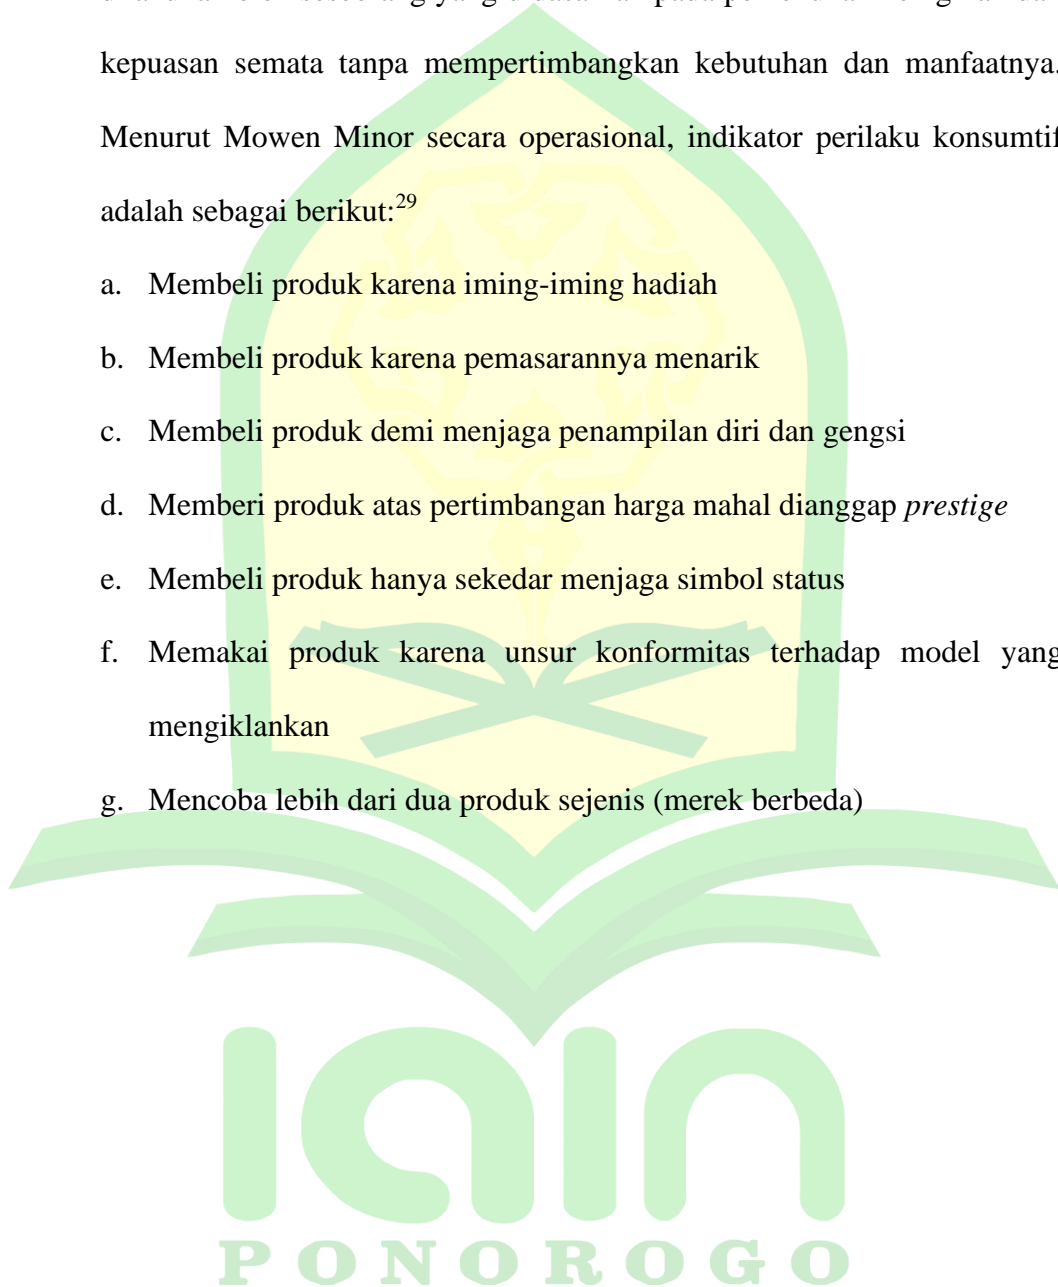 kepuasan semata tanpa mempertimbangkan kebutuhan dan manfaatnya.
Menurut Mowen Minor secara operasional, indikator perilaku konsumtif
adalah sebagai berikut:29
a. Membeli produk karena iming-iming hadiah
b. Membeli produk karena pemasarannya menarik
c. Membeli produk demi menjaga penampilan diri dan gengsi
d. Memberi produk atas pertimbangan harga mahal dianggap prestige
e. Membeli produk hanya sekedar menjaga simbol status
f. Memakai produk karena unsur konformitas terhadap model yang
mengiklankan
g. Mencoba lebih dari dua produk sejenis (merek berbeda)
iain
PONOROGO